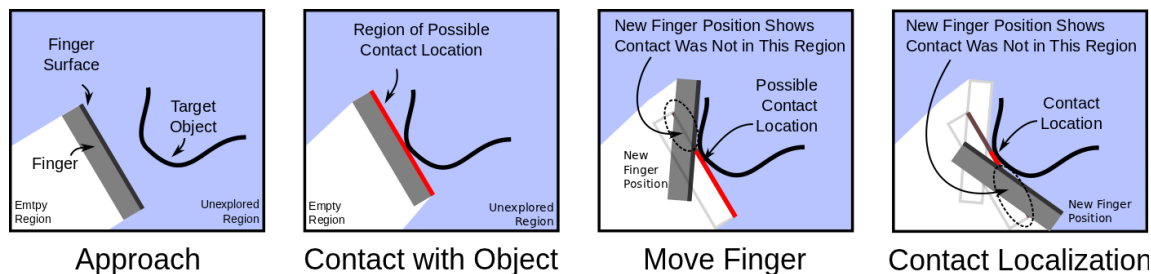 Finger
Surface
Target
Object
Finger
Emtpy
Region
Unexplored
Region
Approach
Region of Possible
Contact Location
Empty
Region
Unexplored
Region
Contact with Object
New Finger Position Shows
Contact Was Not in This Region
Possible
Contact
Location
New
Finger
Position
Move Finger
New Finger Position Shows
Contact Was Not in This Region
Contact
Location
New Finger
Position
Contact Localization